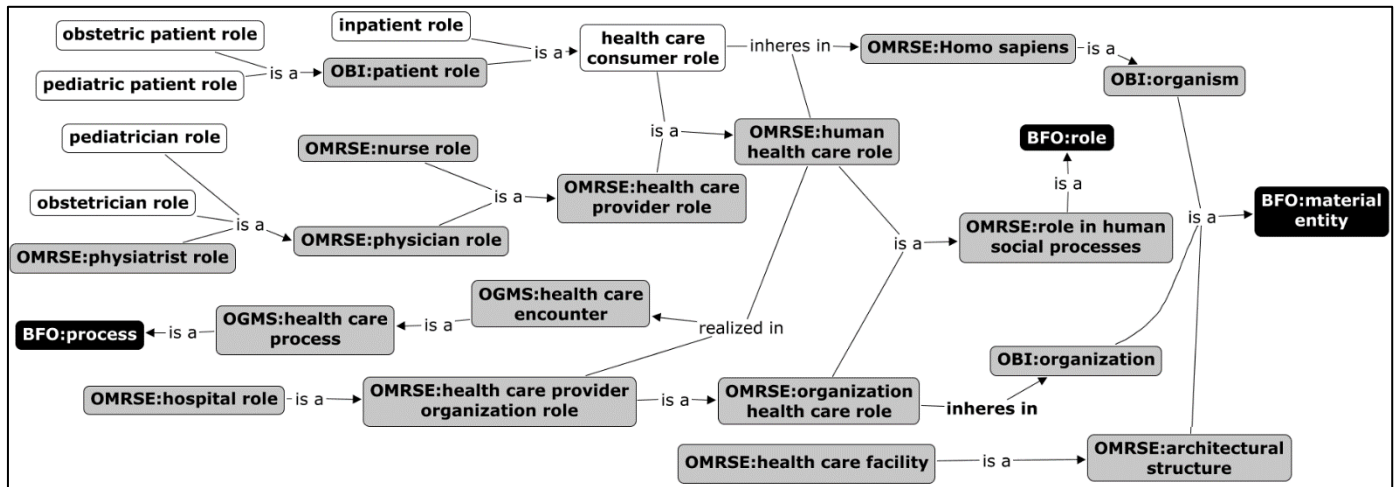 obstetric patient role
inpatient role
health care
consumer role
inheres in
OMRSE:Homo sapiens
is a
is a
is a
OBI:patient role
pediatric patient role
OBI:organism
pediatrician role
OMRSE:nurse role
is a
OMRSE:human
health care role
BFO:role
is a
obstetrician role
is a
OMRSE:health care
provider role
is a
BFO:material
entity
is a
OMRSE:physician role
is a
OMRSE:role in human
social processes
OMRSE:physiatrist role
OGMS:health care
encounter
BFO:process
is a
OGMS:health care
process
is a
realized in
OBI:organization
OMRSE:hospital role
is a
OMRSE:health care provider
organization role
is a
OMRSE:organization
health care role
inheres in
OMRSE:health care facility
is a
OMRSE:architectural
structure